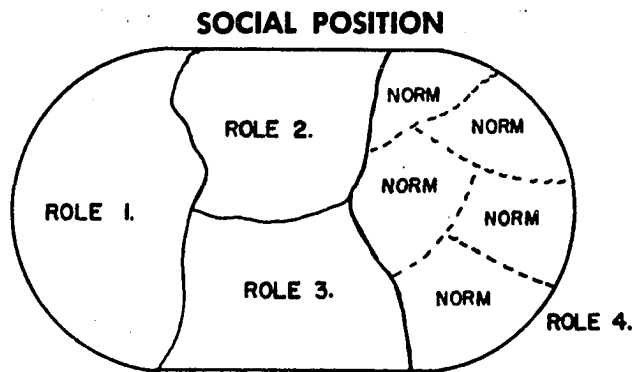 SOCIAL POSITION
ROLE 1.
ROLE 2.
ROLE 3.
NORM
NORM
NORM
NORM
NORM
ROLE 4.